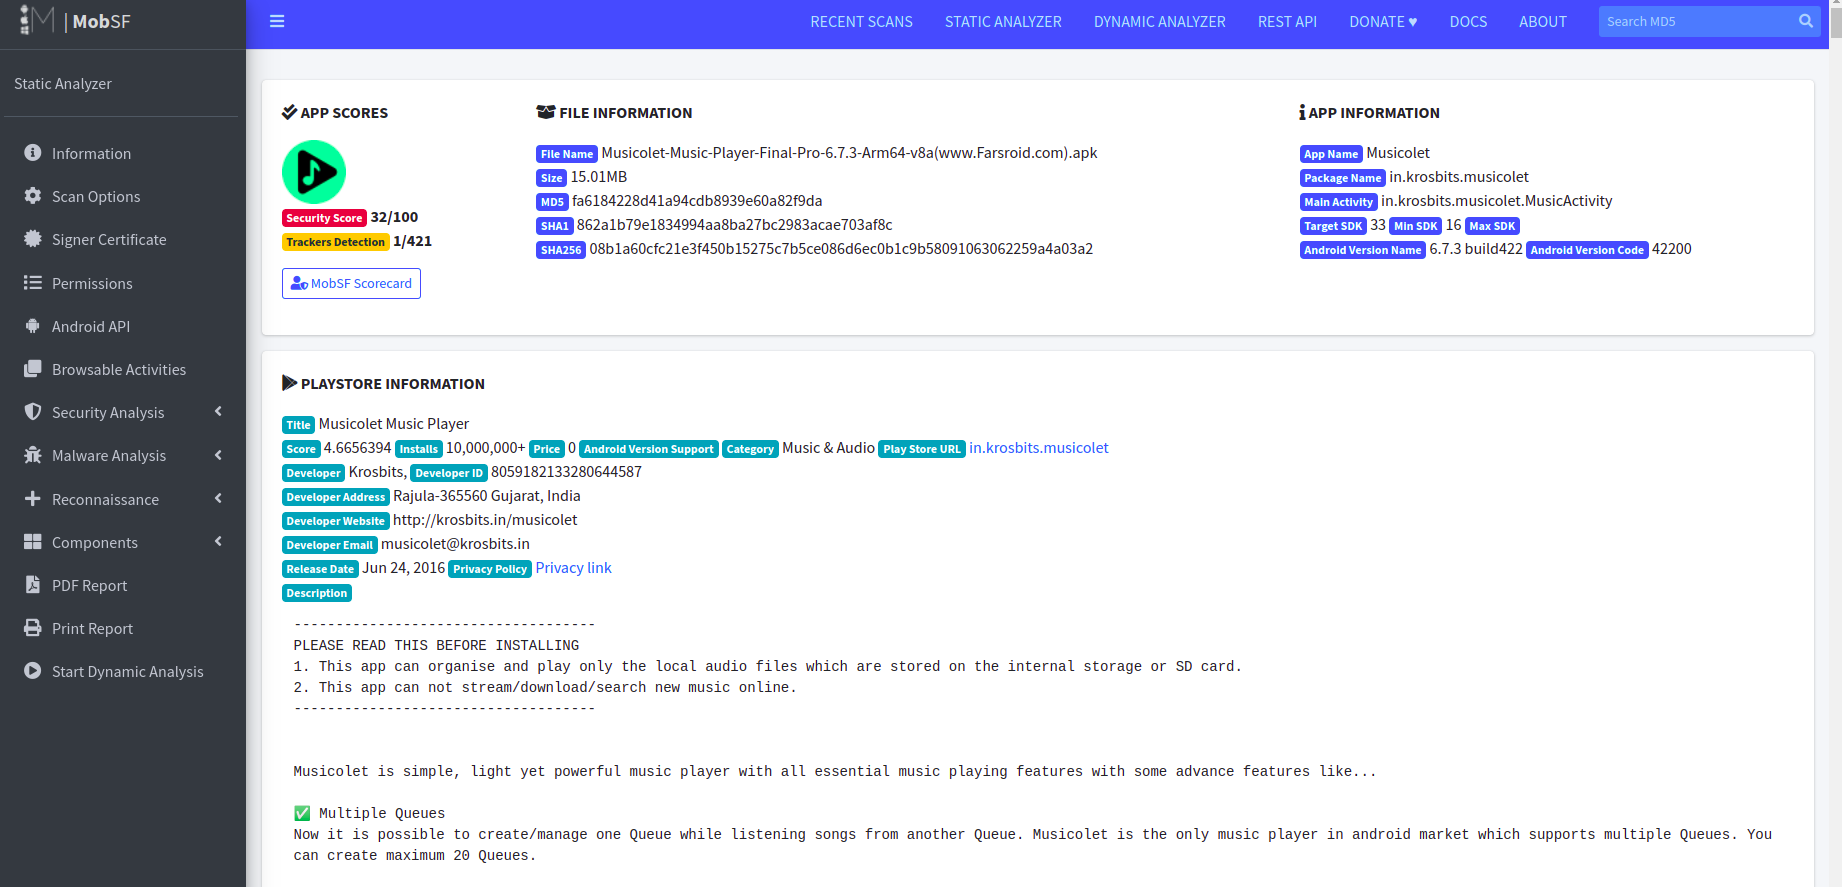 MobSF
RECENT SCANS STATIC ANALYZER DYNAMIC ANALYZER REST API DONATE ♥ DOCS ABOUT Search MD5
Static Analyzer
Information
Scan Options
Signer Certificate
Permissions
Android API
Browsable Activities
Security Analysis
Malware Analysis
Reconnaissance
Components
PDF Report
Print Report
Start Dynamic Analysis
APP SCORES
Security Score 32/100
Trackers Detection 1/421
MobSF Scorecard
FILE INFORMATION
File Name Musicolet-Music-Player-Final-Pro-6.7.3-Arm64-v8a(www.Farsroid.com).apk
Size 15.01MB
MD5 fa6184228d41a94cdb8939e60a82f9da
SHA1 862a1b79e1834994aa8ba27bc2983acae703af8c
SHA256 08b1a60cfc21e3f450b15275c7b5ce086d6ec0b1c9b58091063062259a4a03a2
APP INFORMATION
App Name Musicolet
Package Name in.krosbits.musicolet
Main Activity in.krosbits.musicolet.MusicActivity
Target SDK 33 Min SDK 16 Max SDK
Android Version Name 6.7.3 build422 Android Version Code 42200
PLAYSTORE INFORMATION
Title Musicolet Music Player
Score 4.6656394 Installs 10,000,000+ Price 0 Android Version Support Category Music & Audio Play Store URL in.krosbits.musicolet
Developer Krosbits, Developer ID 8059182133280644587
Developer Address Rajula-365560 Gujarat, India
Developer Website http://krosbits.in/musicolet
Developer Email musicolet@krosbits.in
Release Date Jun 24, 2016 Privacy Policy Privacy link
Description
------------------------------------
PLEASE READ THIS BEFORE INSTALLING
1. This app can organise and play only the local audio files which are stored on the internal storage or SD card.
2. This app can not stream/download/search new music online.
------------------------------------
Musicolet is simple, light yet powerful music player with all essential music playing features with some advance features like...
✅ Multiple Queues
Now it is possible to create/manage one Queue while listening songs from another Queue. Musicolet is the only music player in android market which supports multiple Queues. You
can create maximum 20 Queues.